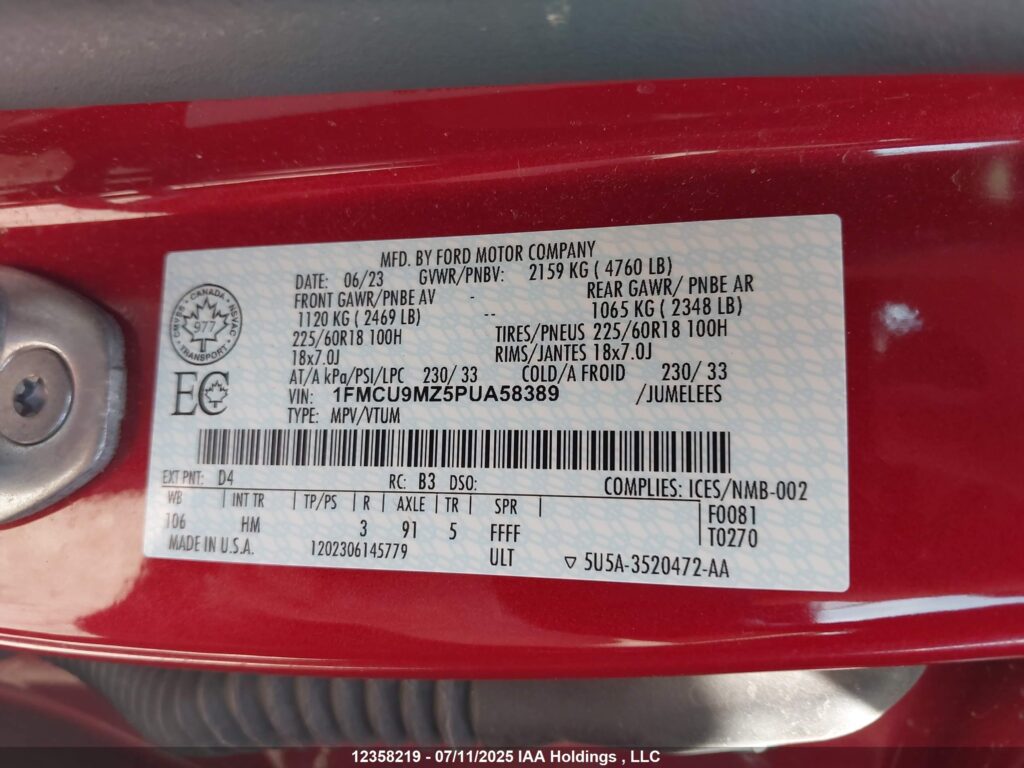 MFD. BY FORD MOTOR COMPANY
DATE: 06/23 GVWR/PNBV: 2159 KG ( 4760 LB)
FRONT GAWR/PNBE AV - REAR GAWR/ PNBE AR
1120 KG ( 2469 LB) -- 1065 KG ( 2348 LB)
225/60R18 100H TIRES/PNEUS 225/60R18 100H
18x7.0J RIMS/JANTES 18x7.0J
AT/A kPa/PSI/LPC 230/ 33 COLD/A FROID 230/ 33
VIN: 1FMCU9MZ5PUA58389 /JUMELEES
TYPE: MPV/VTUM
CANADA
CMVSS NSVAC
977
TRANSPORT
EC
EXT PNT: D4 RC: B3 DSO: COMPLIES: ICES/NMB-002
WB INT TR TP/PS R AXLE TR SPR F0081
106 HM 3 91 5 FFFF T0270
MADE IN U.S.A. 1202306145779 ULT ▽ 5U5A-3520472-AA
12358219 - 07/11/2025 IAA Holdings , LLC